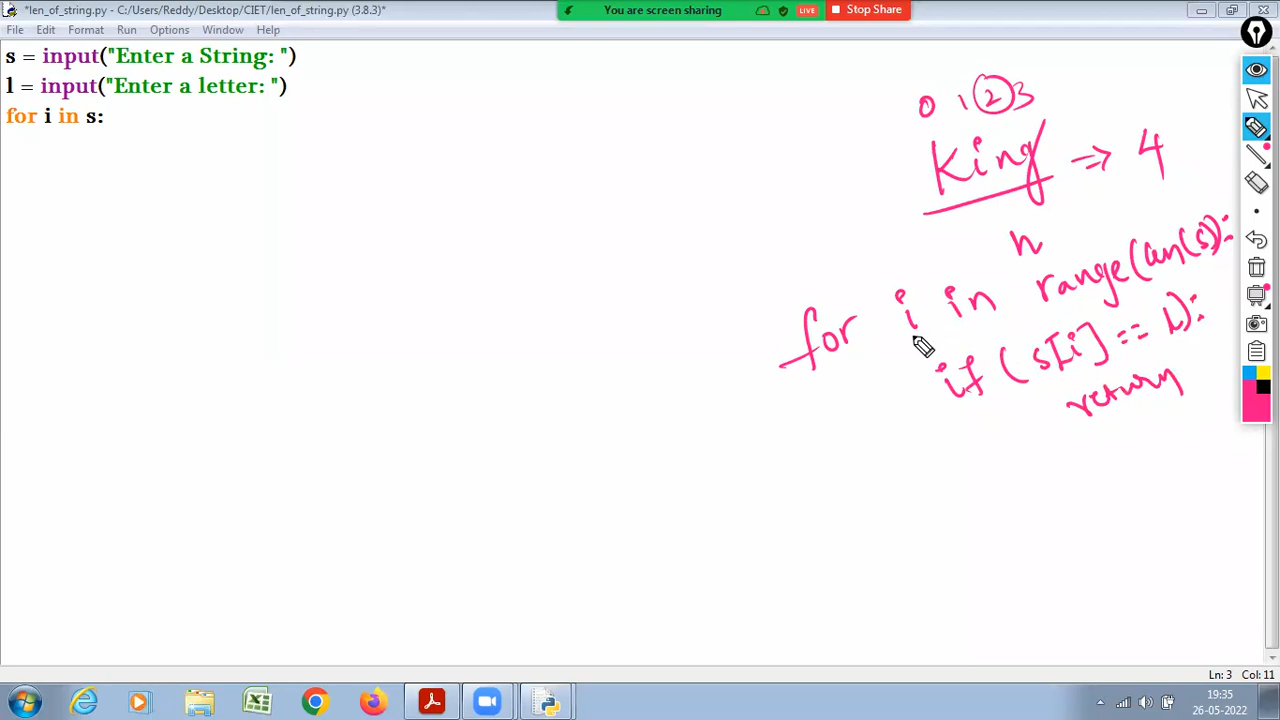 *len_of_string.py - C:/Users/Reddy/Desktop/CIET/len_of_string.py (3.8.3)*
You are screen sharing
LIVE
Stop Share
File Edit Format Run Options Window Help
s = input("Enter a String: ")
l = input("Enter a letter: ")
for i in s:
0 1 2 3
King => 4
n
for i in range(len(s)):
if (s[i] == l):
return
Ln: 3 Col: 11
19:35
26-05-2022